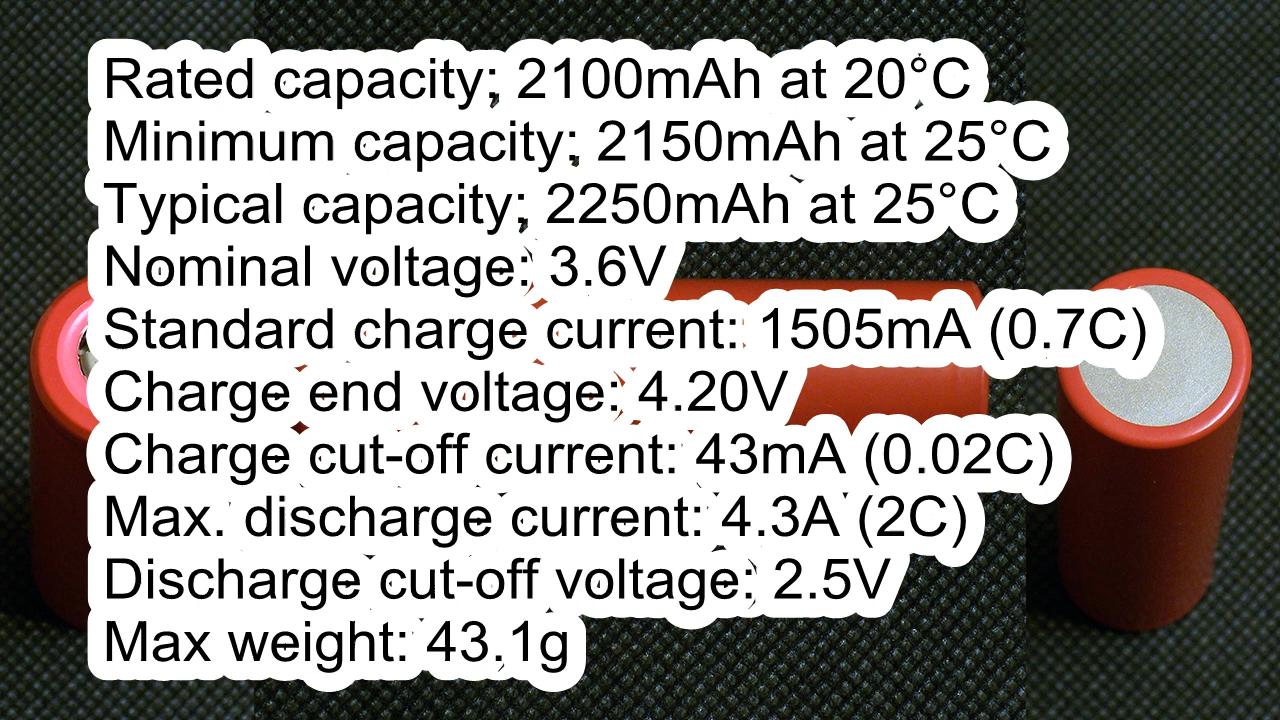 Rated capacity; 2100mAh at 20°C
Minimum capacity; 2150mAh at 25°C
Typical capacity; 2250mAh at 25°C
Nominal voltage: 3.6V
Standard charge current: 1505mA (0.7C)
Charge end voltage: 4.20V
Charge cut-off current: 43mA (0.02C)
Max. discharge current: 4.3A (2C)
Discharge cut-off voltage: 2.5V
Max weight: 43.1g